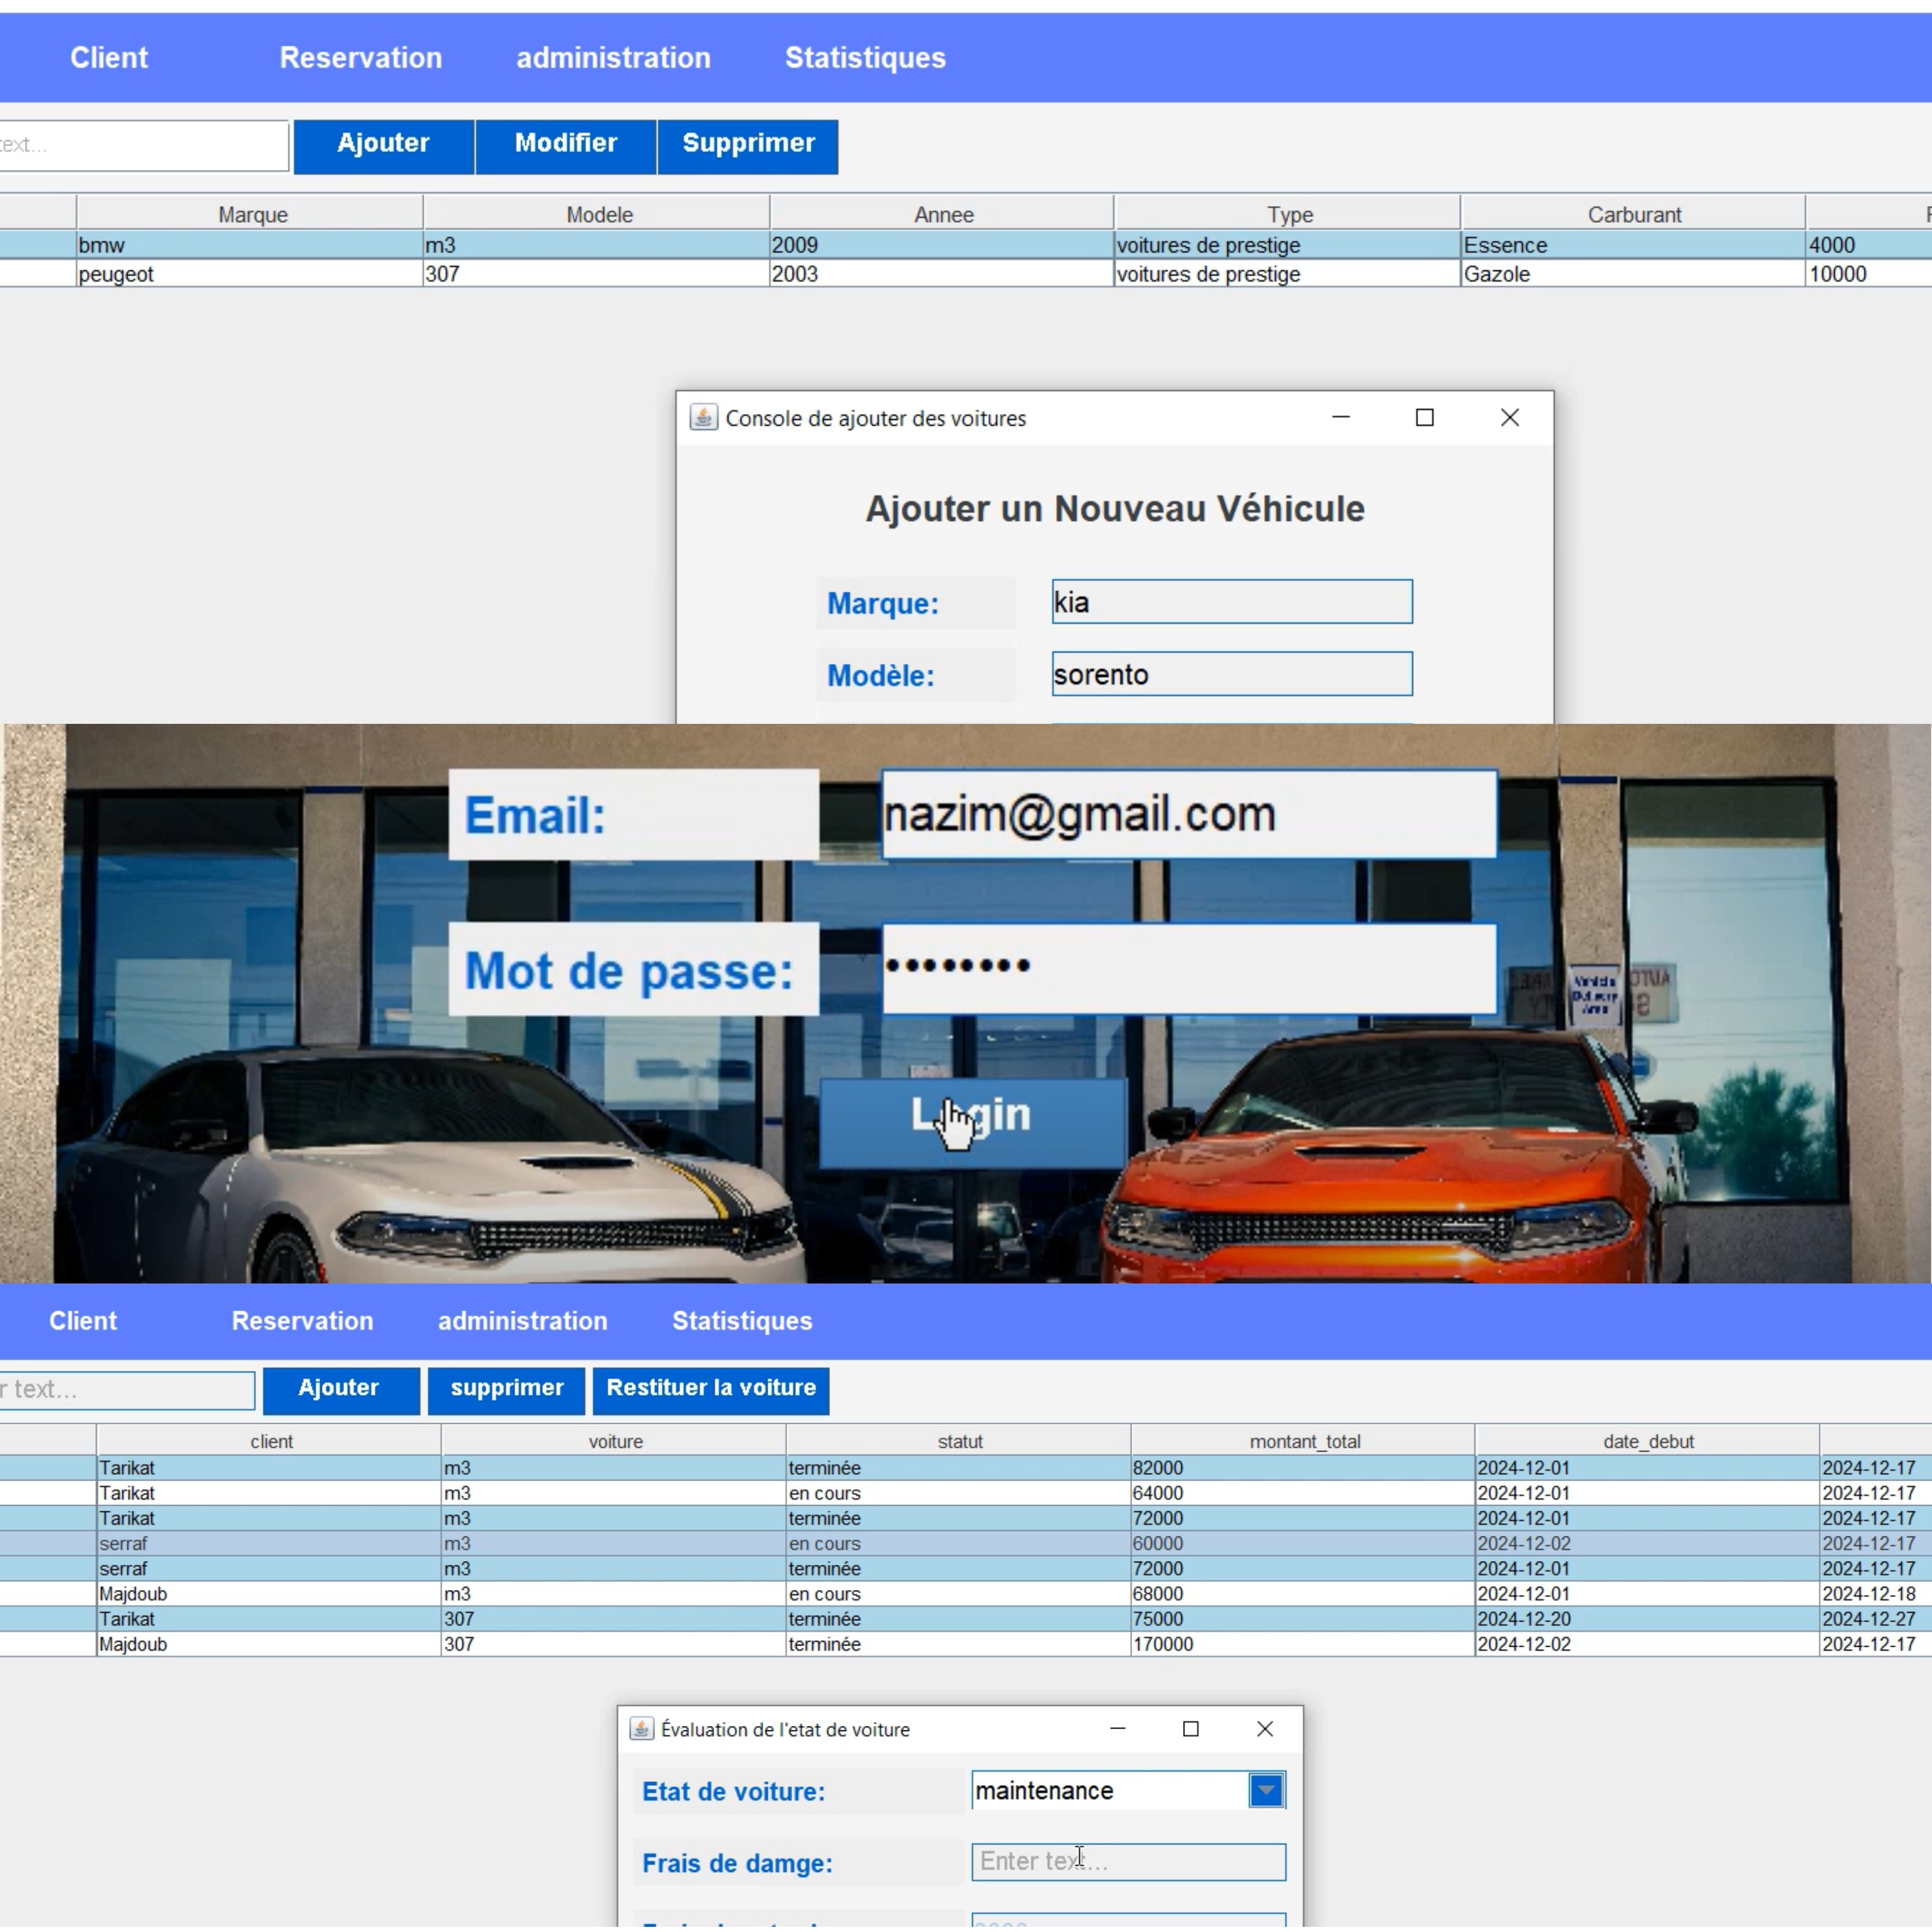 Client Reservation administration Statistiques
text... Ajouter Modifier Supprimer
Marque Modele Annee Type Carburant
bmw m3 2009 voitures de prestige Essence 4000
peugeot 307 2003 voitures de prestige Gazole 10000
Console de ajouter des voitures
Ajouter un Nouveau Véhicule
Marque: kia
Modèle: sorento
Email: nazim@gmail.com
Mot de passe: ••••••••
Vehicle
Delivery
Area
Login
Client Reservation administration Statistiques
r text... Ajouter supprimer Restituer la voiture
client voiture statut montant_total date_debut
Tarikat m3 terminée 82000 2024-12-01 2024-12-17
Tarikat m3 en cours 64000 2024-12-01 2024-12-17
Tarikat m3 terminée 72000 2024-12-01 2024-12-17
serraf m3 en cours 60000 2024-12-02 2024-12-17
serraf m3 terminée 72000 2024-12-01 2024-12-17
Majdoub m3 en cours 68000 2024-12-01 2024-12-18
Tarikat 307 terminée 75000 2024-12-20 2024-12-27
Majdoub 307 terminée 170000 2024-12-02 2024-12-17
Évaluation de l'etat de voiture
Etat de voiture: maintenance
Frais de damge: Enter text...